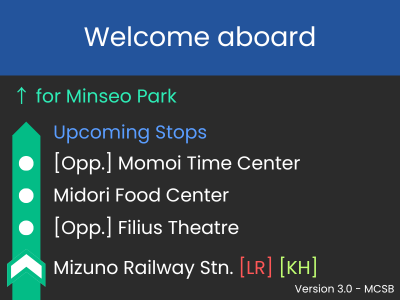 Welcome aboard
↑ for Minseo Park
Upcoming Stops
[Opp.] Momoi Time Center
Midori Food Center
[Opp.] Filius Theatre
Mizuno Railway Stn. [LR] [KH]
Version 3.0 - MCSB